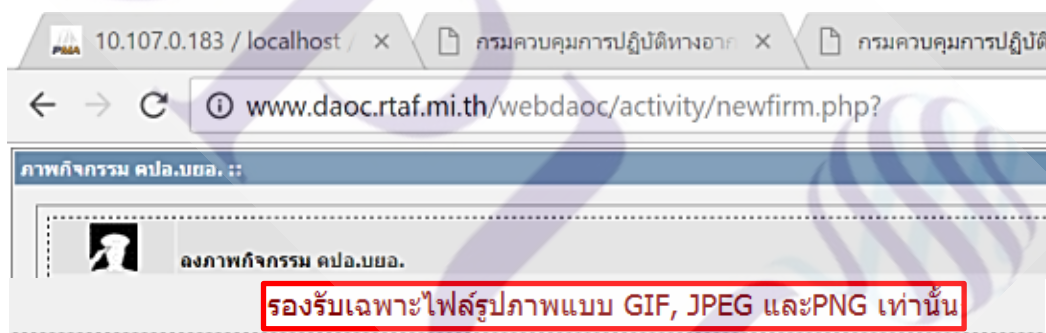 PMA 10.107.0.183 / localhost / × กรมควบคุมการปฏิบัติทางอาก × กรมควบคุมการปฏิบัติ
www.daoc.rtaf.mi.th/webdaoc/activity/newfirm.php?
ภาพกิจกรรม คปอ.บยอ. ::
ลงภาพกิจกรรม คปอ.บยอ.
รองรับเฉพาะไฟล์รูปภาพแบบ GIF, JPEG และPNG เท่านั้น